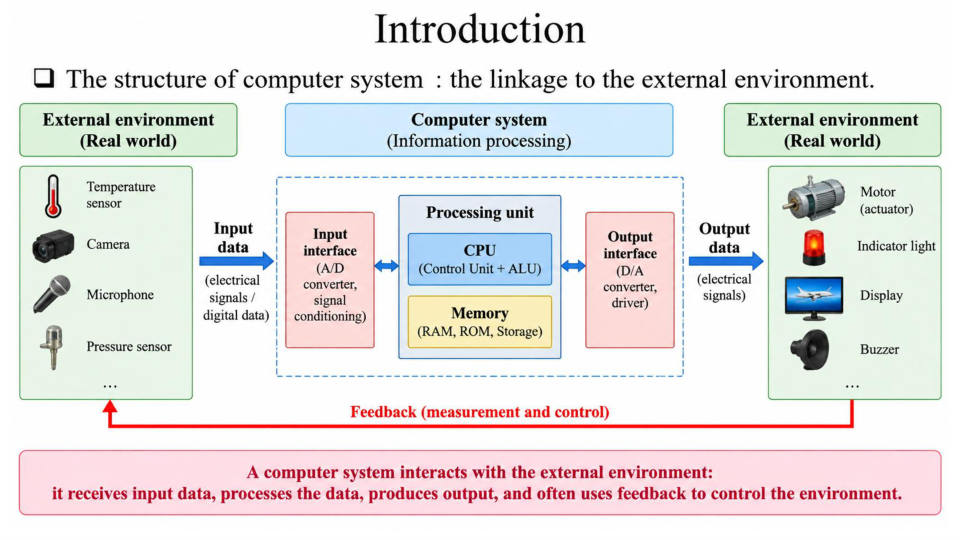 Introduction
❑ The structure of computer system : the linkage to the external environment.
External environment
(Real world)
Computer system
(Information processing)
External environment
(Real world)
Temperature
sensor
Camera
Microphone
Pressure sensor
...
Input
data
(electrical
signals /
digital data)
Input
interface
(A/D
converter,
signal
conditioning)
Processing unit
CPU
(Control Unit + ALU)
Memory
(RAM, ROM, Storage)
Output
interface
(D/A
converter,
driver)
Output
data
(electrical
signals)
Motor
(actuator)
Indicator light
Display
Buzzer
...
Feedback (measurement and control)
A computer system interacts with the external environment:
it receives input data, processes the data, produces output, and often uses feedback to control the environment.